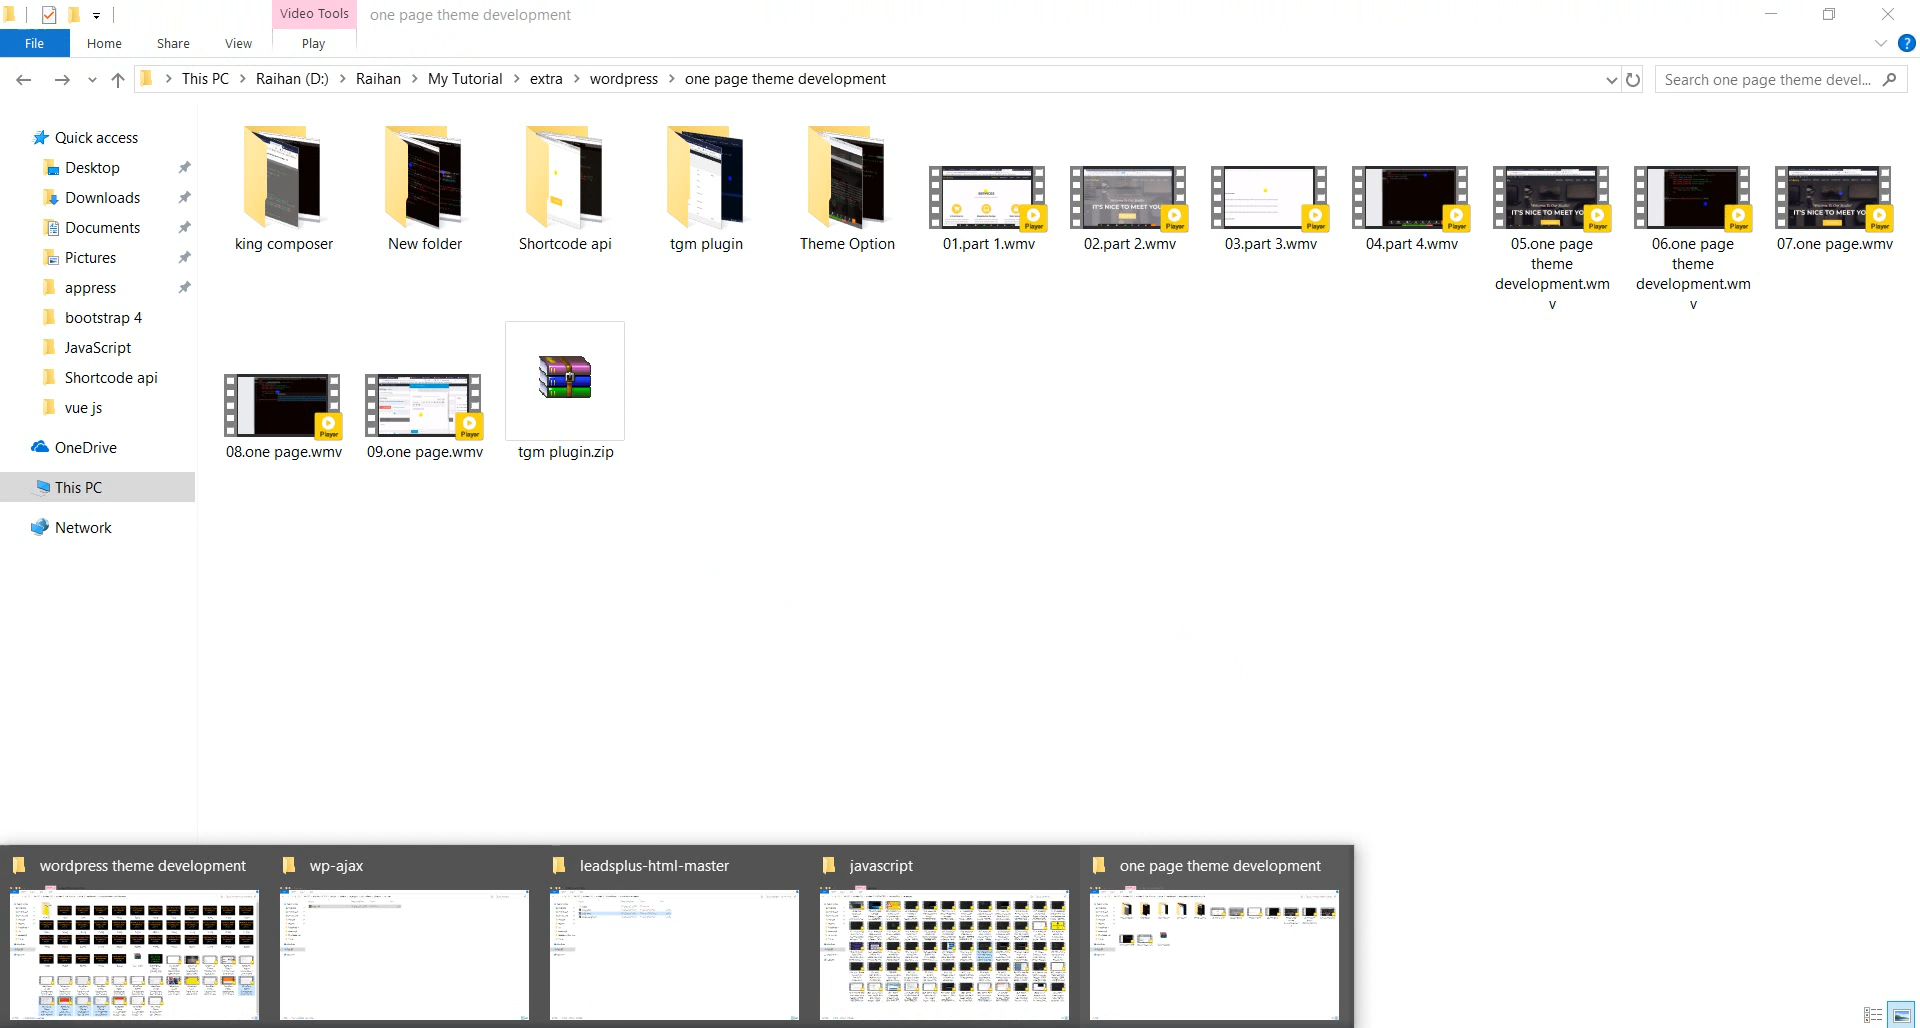 Video Tools
one page theme development
File
Home
Share
View
Play
This PC
Raihan (D:)
Raihan
My Tutorial
extra
wordpress
one page theme development
Search one page theme devel...
Quick access
Desktop
Downloads
Documents
Pictures
appress
bootstrap 4
JavaScript
Shortcode api
vue js
OneDrive
This PC
Network
king composer
New folder
Shortcode api
tgm plugin
Theme Option
01.part 1.wmv
02.part 2.wmv
03.part 3.wmv
04.part 4.wmv
05.one page
theme
development.wm
v
06.one page
theme
development.wm
v
07.one page.wmv
08.one page.wmv
09.one page.wmv
tgm plugin.zip
wordpress theme development
wp-ajax
leadsplus-html-master
javascript
one page theme development